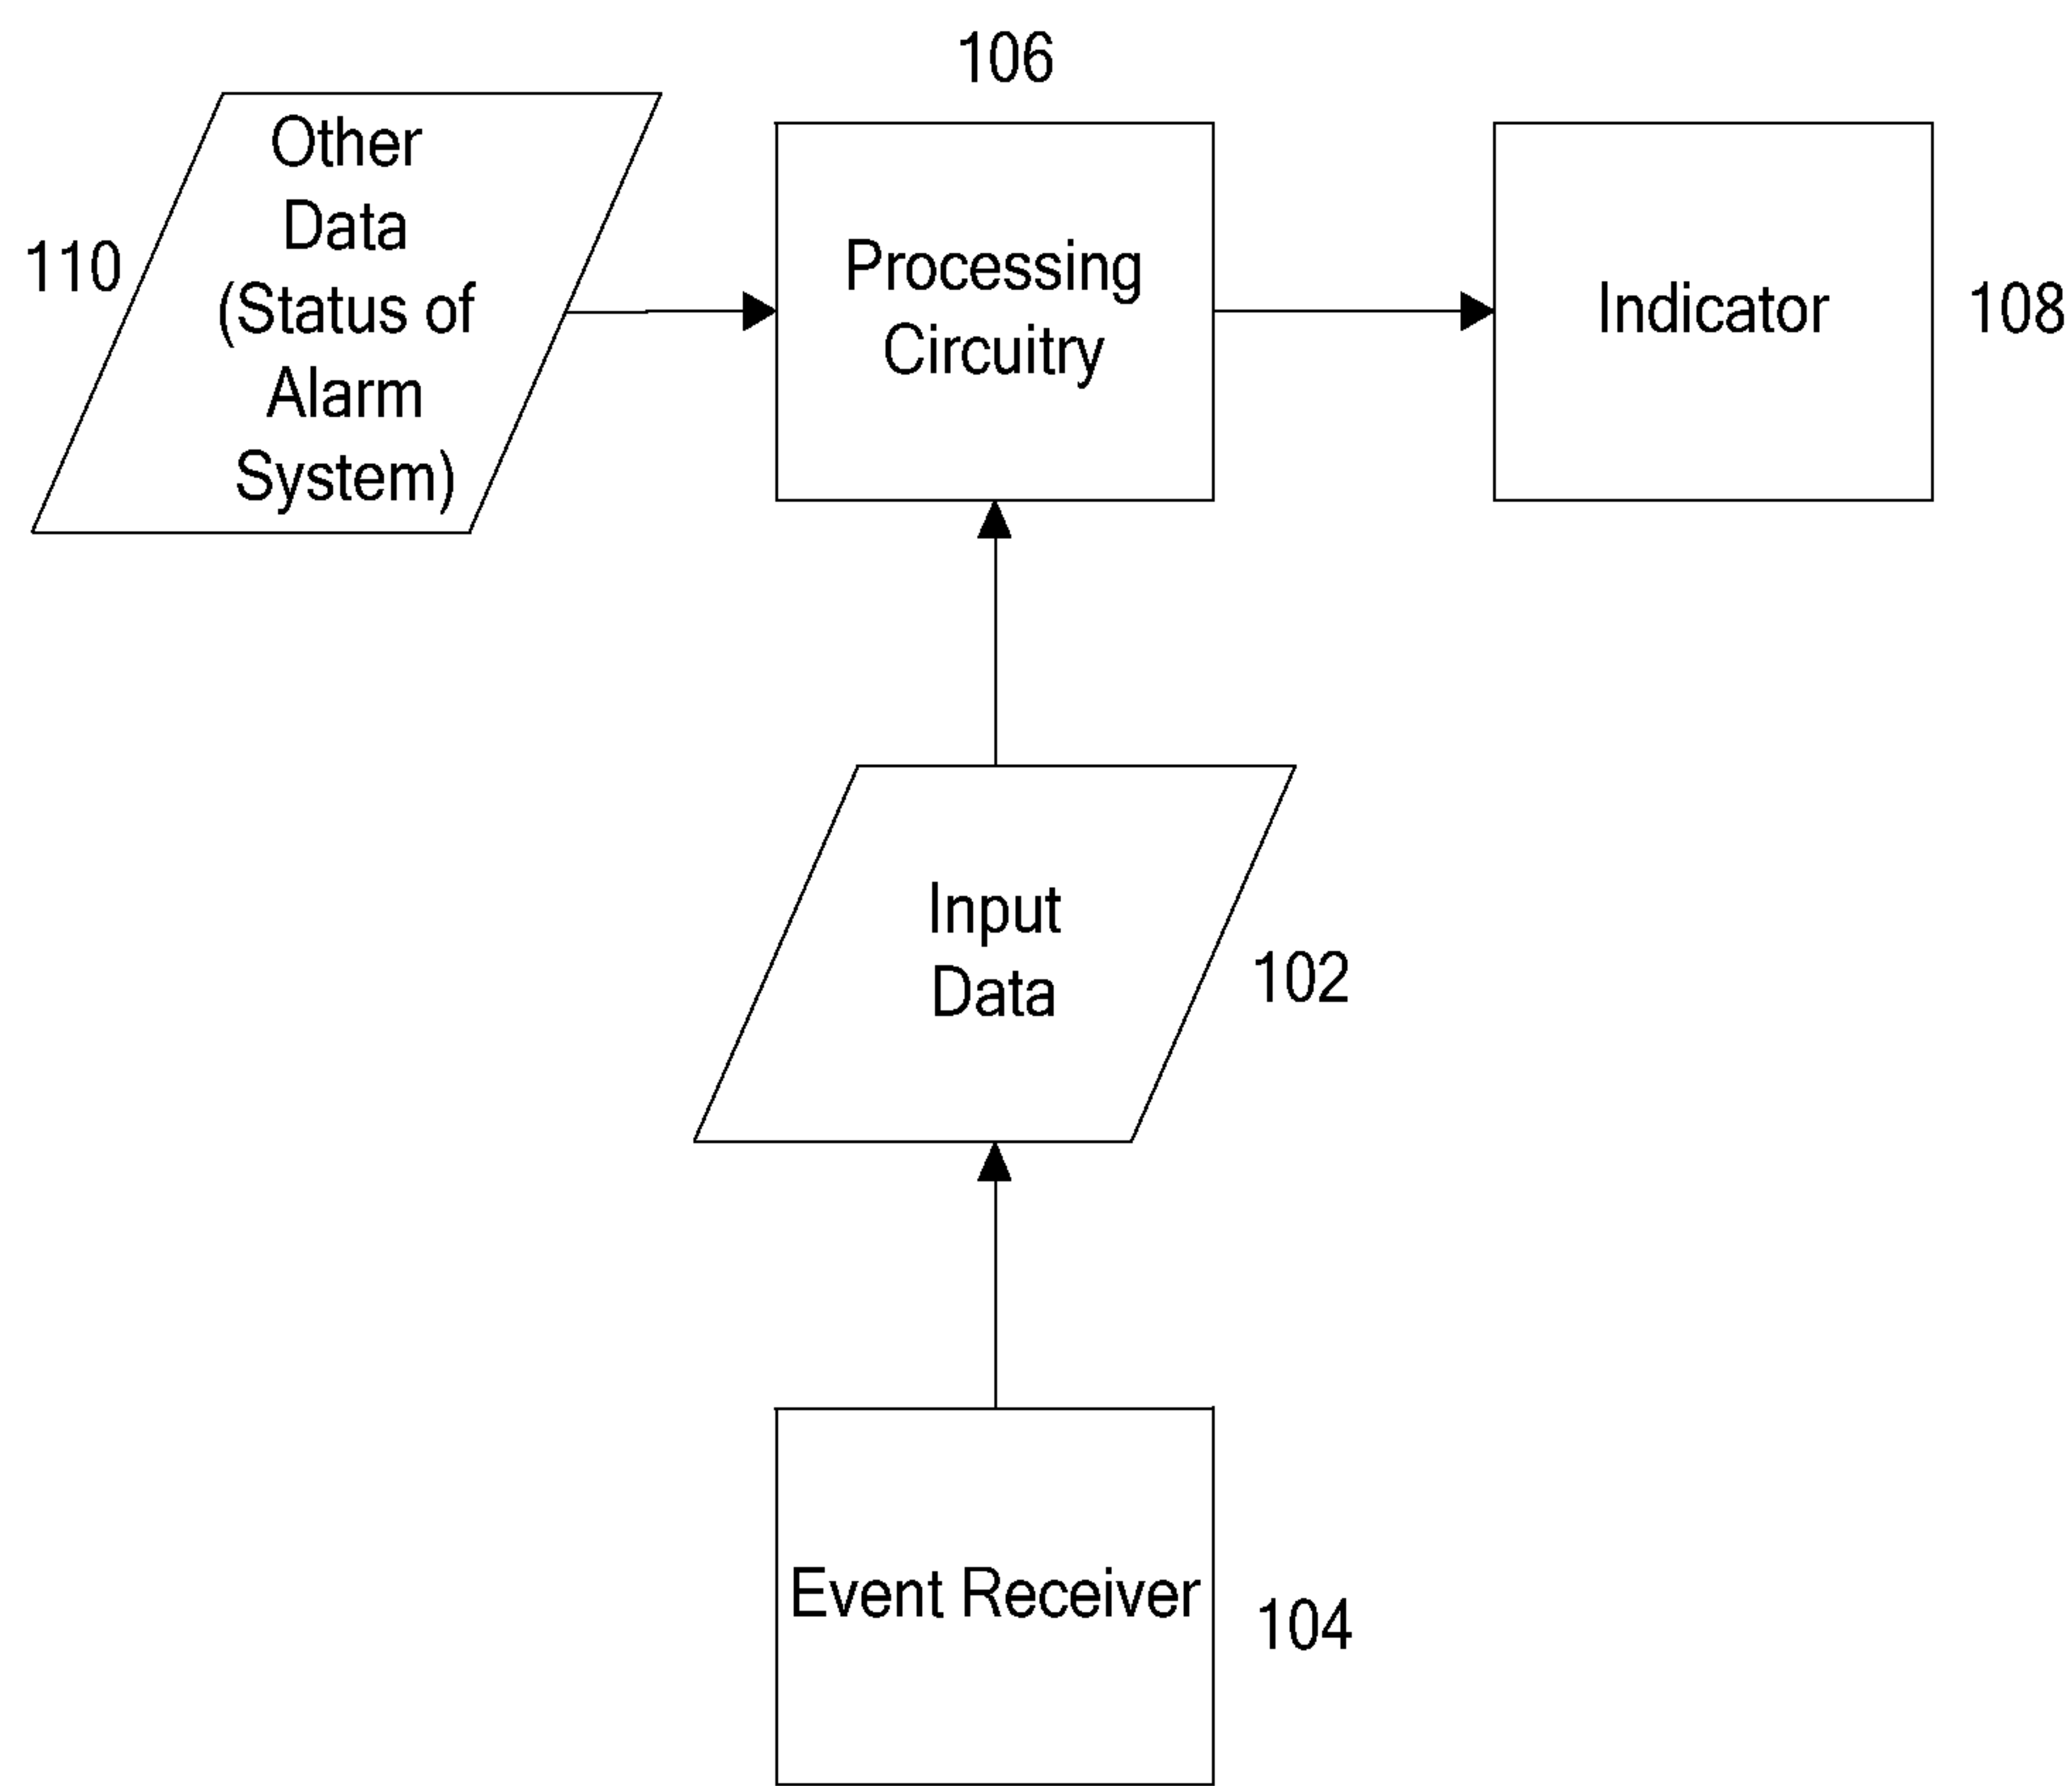 106
Other
Data
(Status of
Alarm
System)
110
Processing
Circuitry
Indicator
108
Input
Data
102
Event Receiver
104